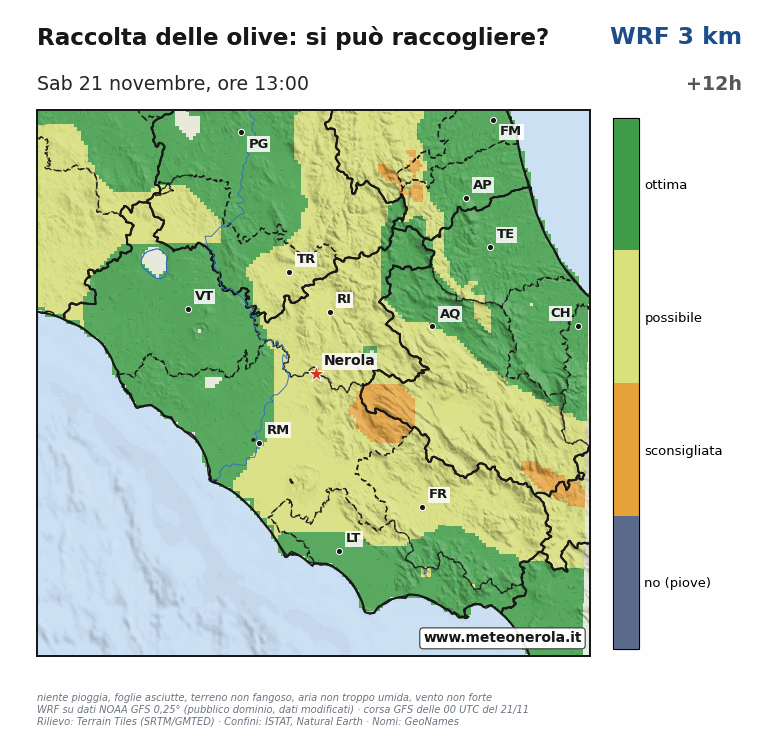 Raccolta delle olive: si può raccogliere?
WRF 3 km
Sab 21 novembre, ore 13:00
+12h
FM
PG
AP
TE
TR
VT
RI
AQ
CH
Nerola
RM
FR
LT
www.meteonerola.it
ottima
possibile
sconsigliata
no (piove)
niente pioggia, foglie asciutte, terreno non fangoso, aria non troppo umida, vento non forte
WRF su dati NOAA GFS 0,25° (pubblico dominio, dati modificati) · corsa GFS delle 00 UTC del 21/11
Rilievo: Terrain Tiles (SRTM/GMTED) · Confini: ISTAT, Natural Earth · Nomi: GeoNames